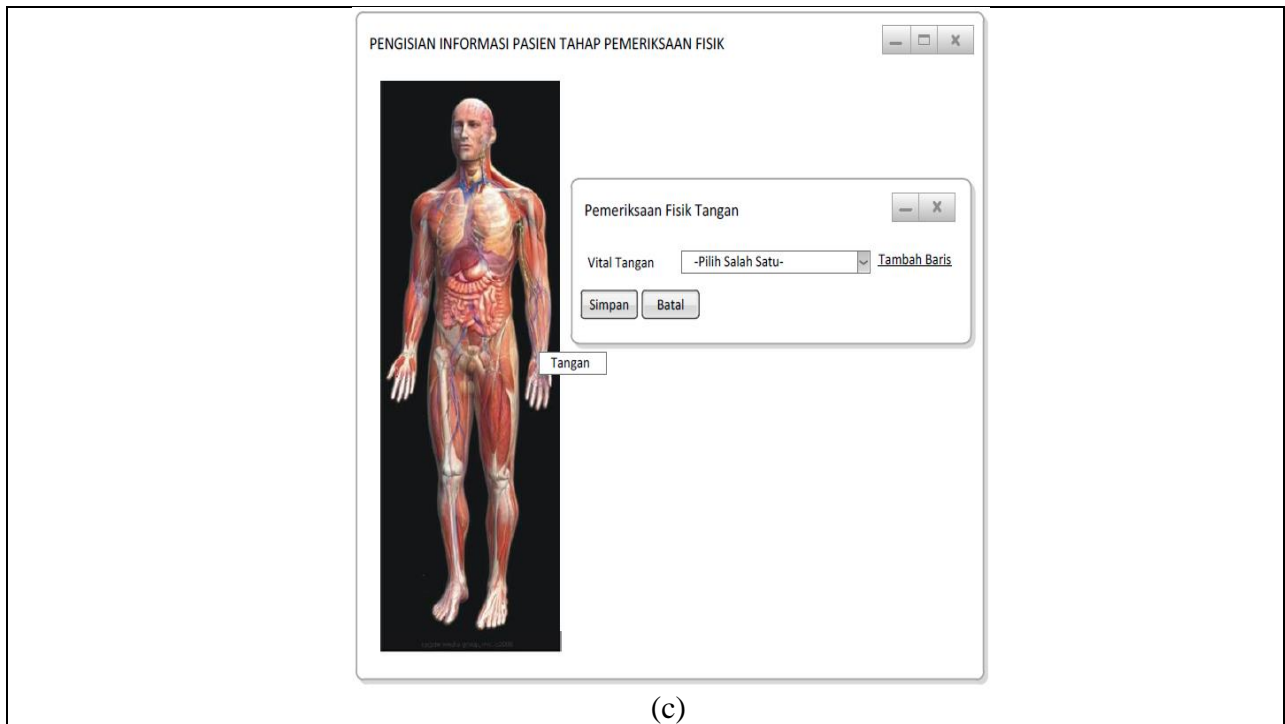 PENGISIAN INFORMASI PASIEN TAHAP PEMERIKSAAN FISIK
Pemeriksaan Fisik Tangan
Vital Tangan -Pilih Salah Satu- Tambah Baris
Simpan Batal
Tangan
(c)